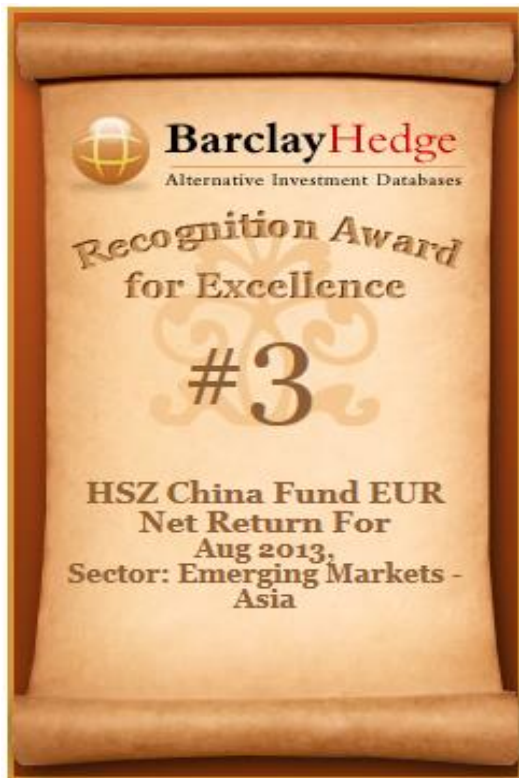 BarclayHedge
Alternative Investment Databases
Recognition Award
for Excellence
#3
HSZ China Fund EUR
Net Return For
Aug 2013,
Sector: Emerging Markets -
Asia